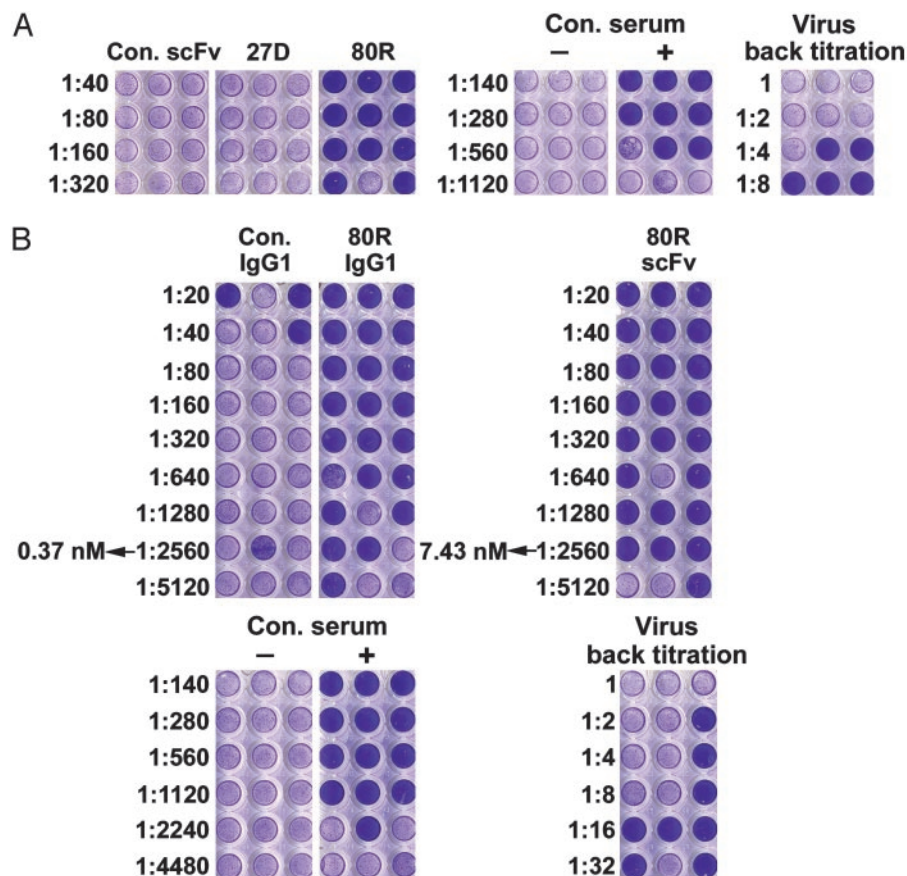 A
Con. scFv 27D 80R
1:40
1:80
1:160
1:320
Con. serum
− +
1:140
1:280
1:560
1:1120
Virus
back titration
1
1:2
1:4
1:8
B
Con.
IgG1
80R
IgG1
1:20
1:40
1:80
1:160
1:320
1:640
1:1280
0.37 nM 1:2560
1:5120
80R
scFv
1:20
1:40
1:80
1:160
1:320
1:640
1:1280
7.43 nM 1:2560
1:5120
Con. serum
− +
1:140
1:280
1:560
1:1120
1:2240
1:4480
Virus
back titration
1
1:2
1:4
1:8
1:16
1:32